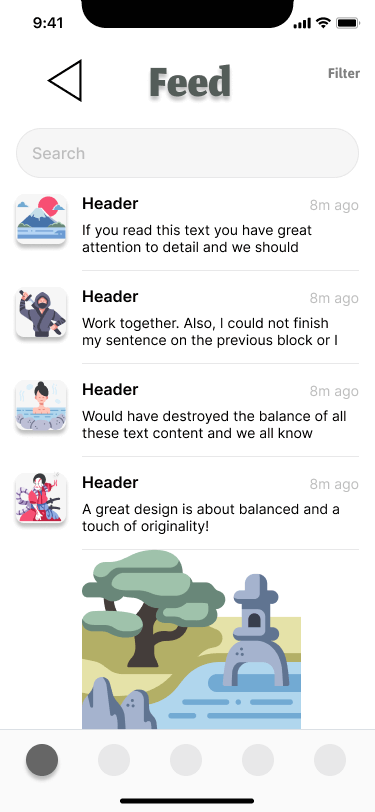 9:41
Feed
Filter
Search
Header
8m ago
If you read this text you have great
attention to detail and we should
Header
8m ago
Work together. Also, I could not finish
my sentence on the previous block or I
Header
8m ago
Would have destroyed the balance of all
these text content and we all know
Header
8m ago
A great design is about balanced and a
touch of originality!